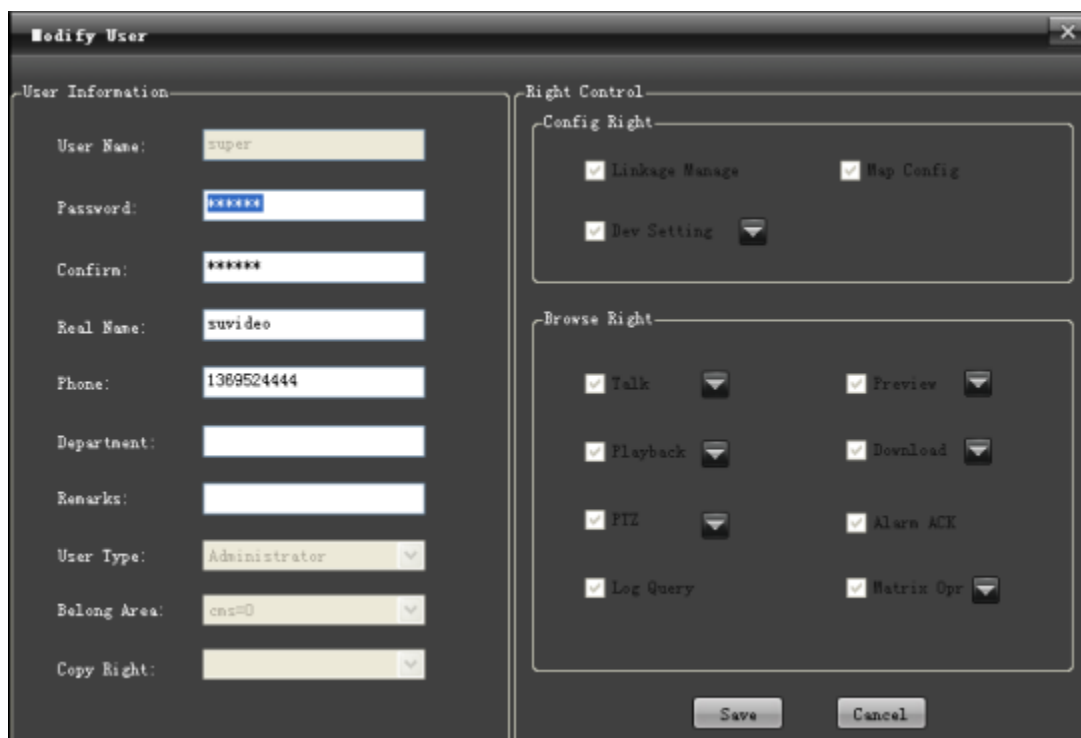 Modify User
User Information
User Name: super
Password: ******
Confirm: ******
Real Name: suvideo
Phone: 1369524444
Department:
Remarks:
User Type: Administrator
Belong Area: cms=0
Copy Right:
Right Control
Config Right
Linkage Manage Map Config
Dev Setting
Browse Right
Talk Preview
Playback Download
PTZ Alarm ACK
Log Query Matrix Opr
Save Cancel